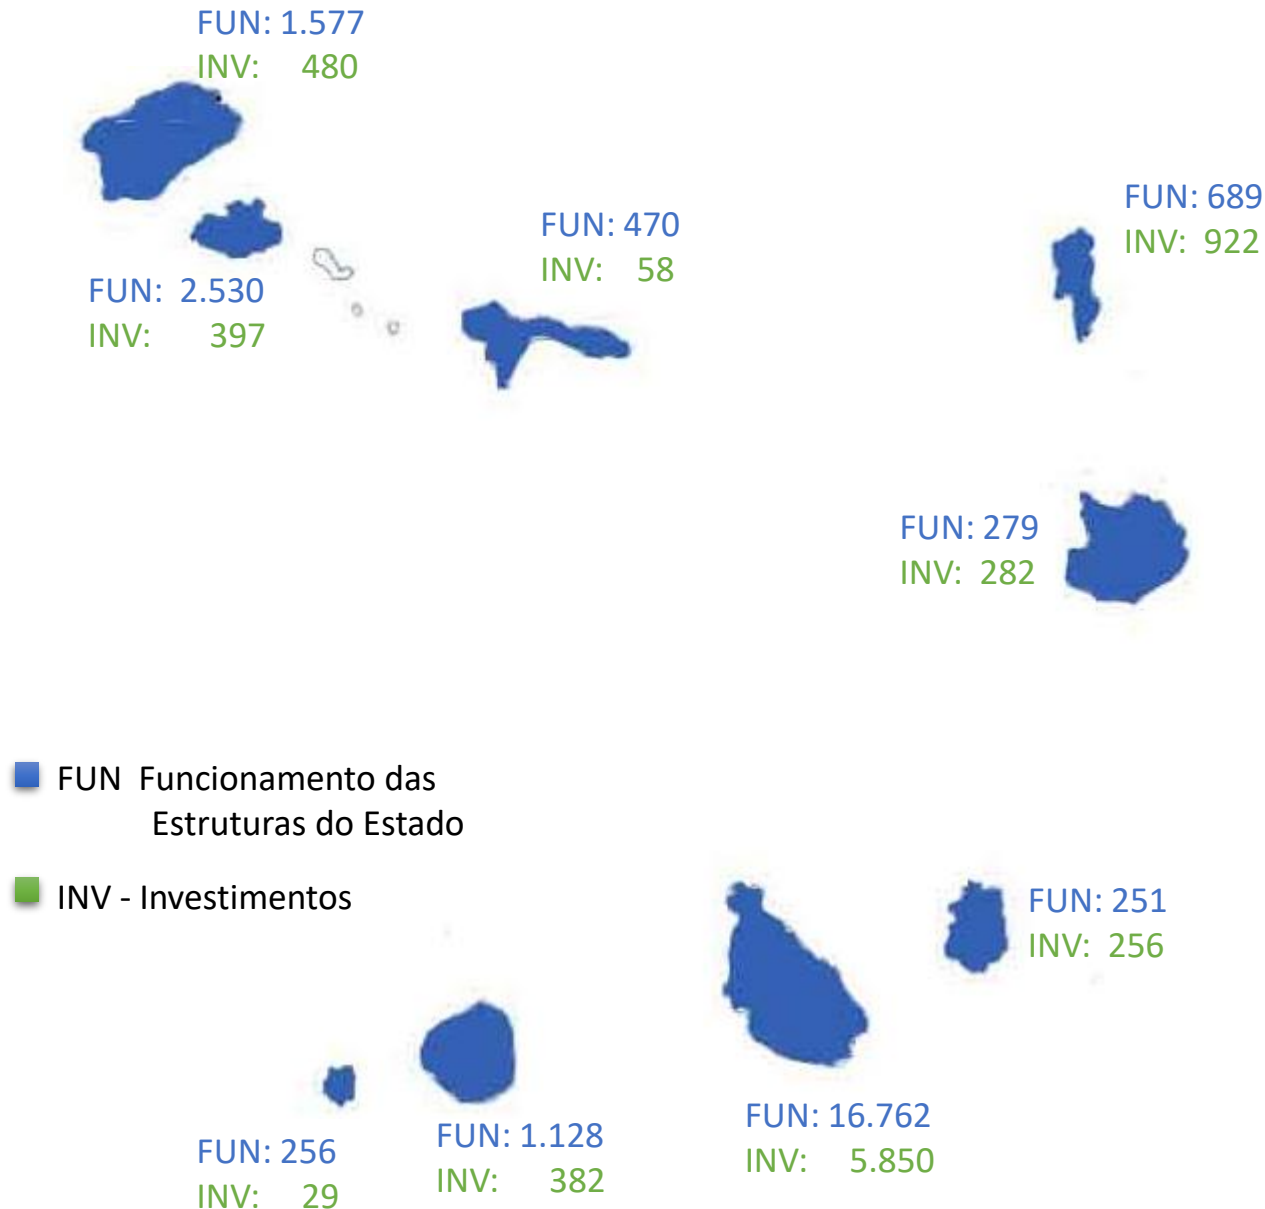 FUN: 1.577
INV: 480
FUN: 689
INV: 922
FUN: 470
INV: 58
FUN: 2.530
INV: 397
FUN: 279
INV: 282
FUN Funcionamento das
Estruturas do Estado
INV - Investimentos
FUN: 251
INV: 256
FUN: 16.762
INV: 5.850
FUN: 1.128
INV: 382
FUN: 256
INV: 29